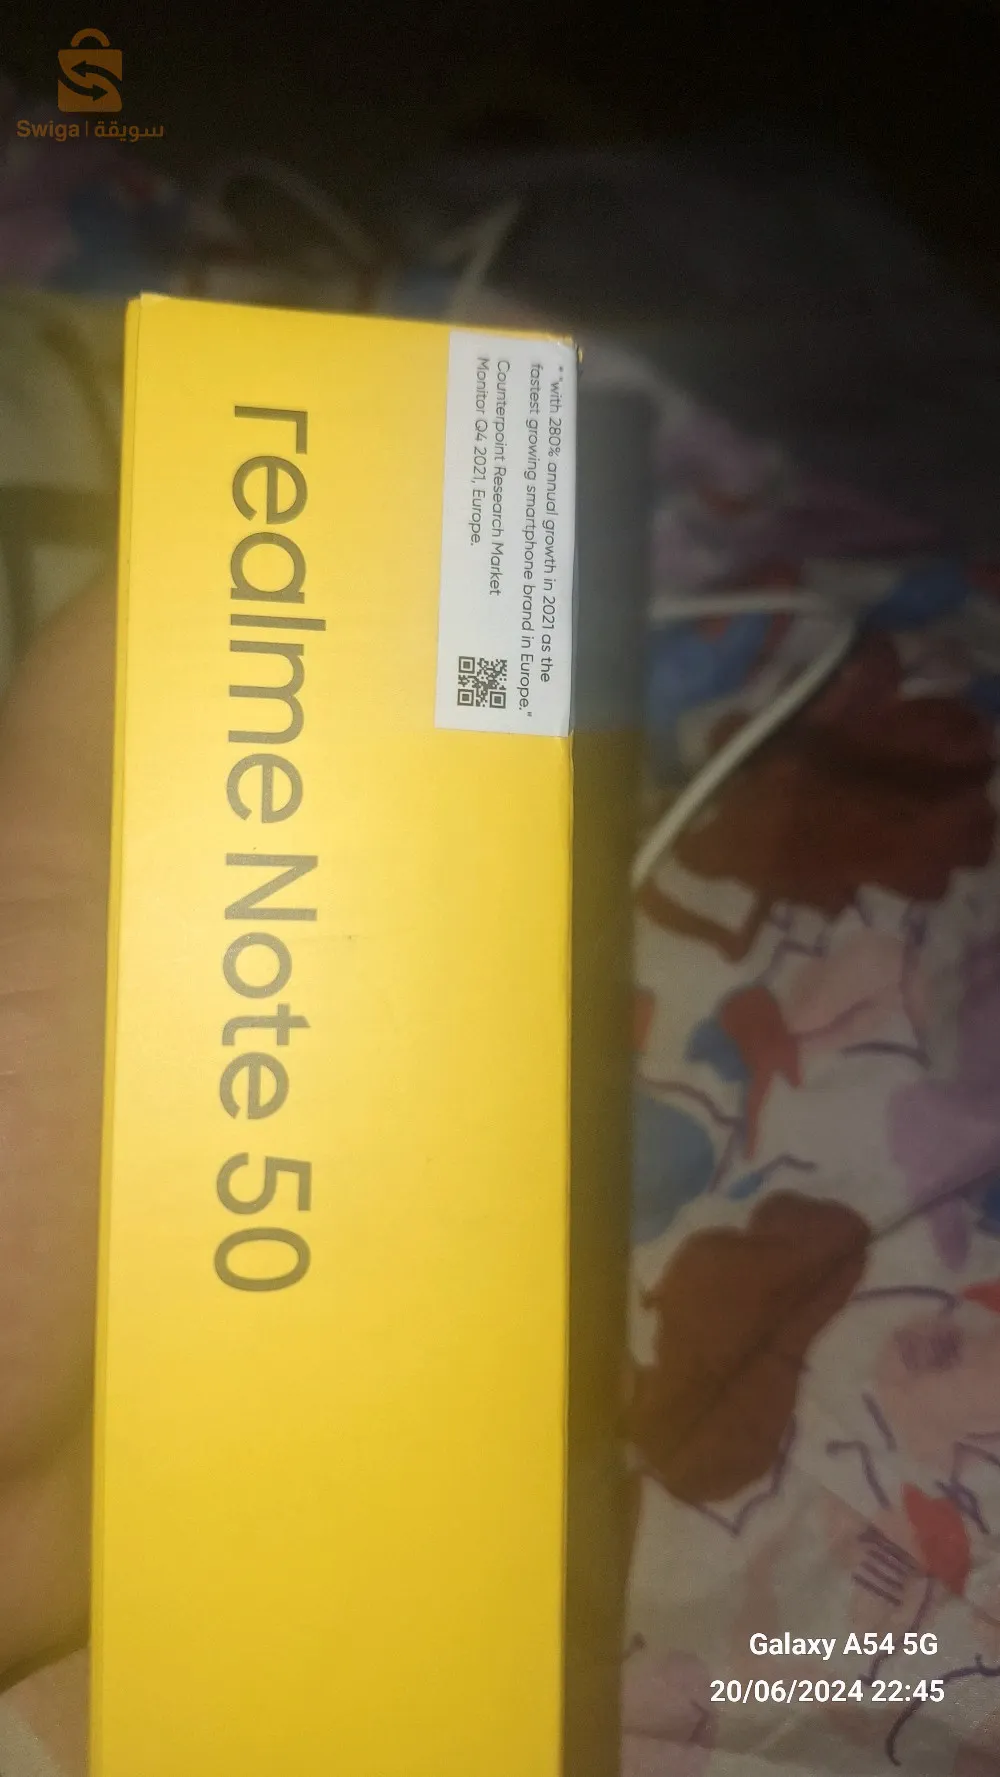 Swiga | سويقة
realme Note 50
*"with 280% annual growth in 2021 as the
fastest growing smartphone brand in Europe."
Counterpoint Research Market
Monitor Q4 2021, Europe.
Galaxy A54 5G
20/06/2024 22:45